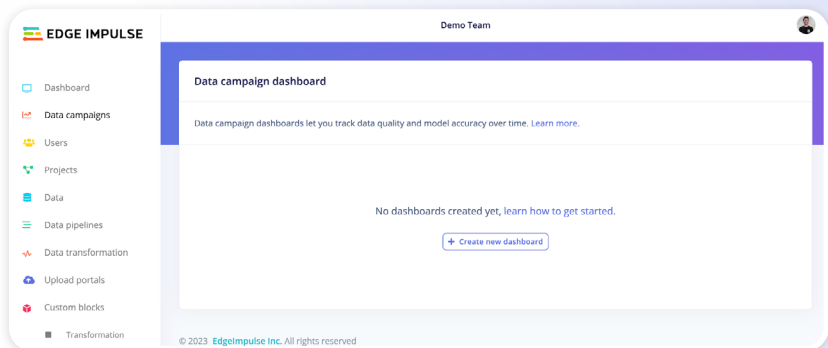 EDGE IMPULSE
Demo Team
Dashboard
Data campaigns
Users
Projects
Data
Data pipelines
Data transformation
Upload portals
Custom blocks
Transformation
Data campaign dashboard
Data campaign dashboards let you track data quality and model accuracy over time. Learn more.
No dashboards created yet, learn how to get started.
+ Create new dashboard
© 2023 EdgeImpulse Inc. All rights reserved